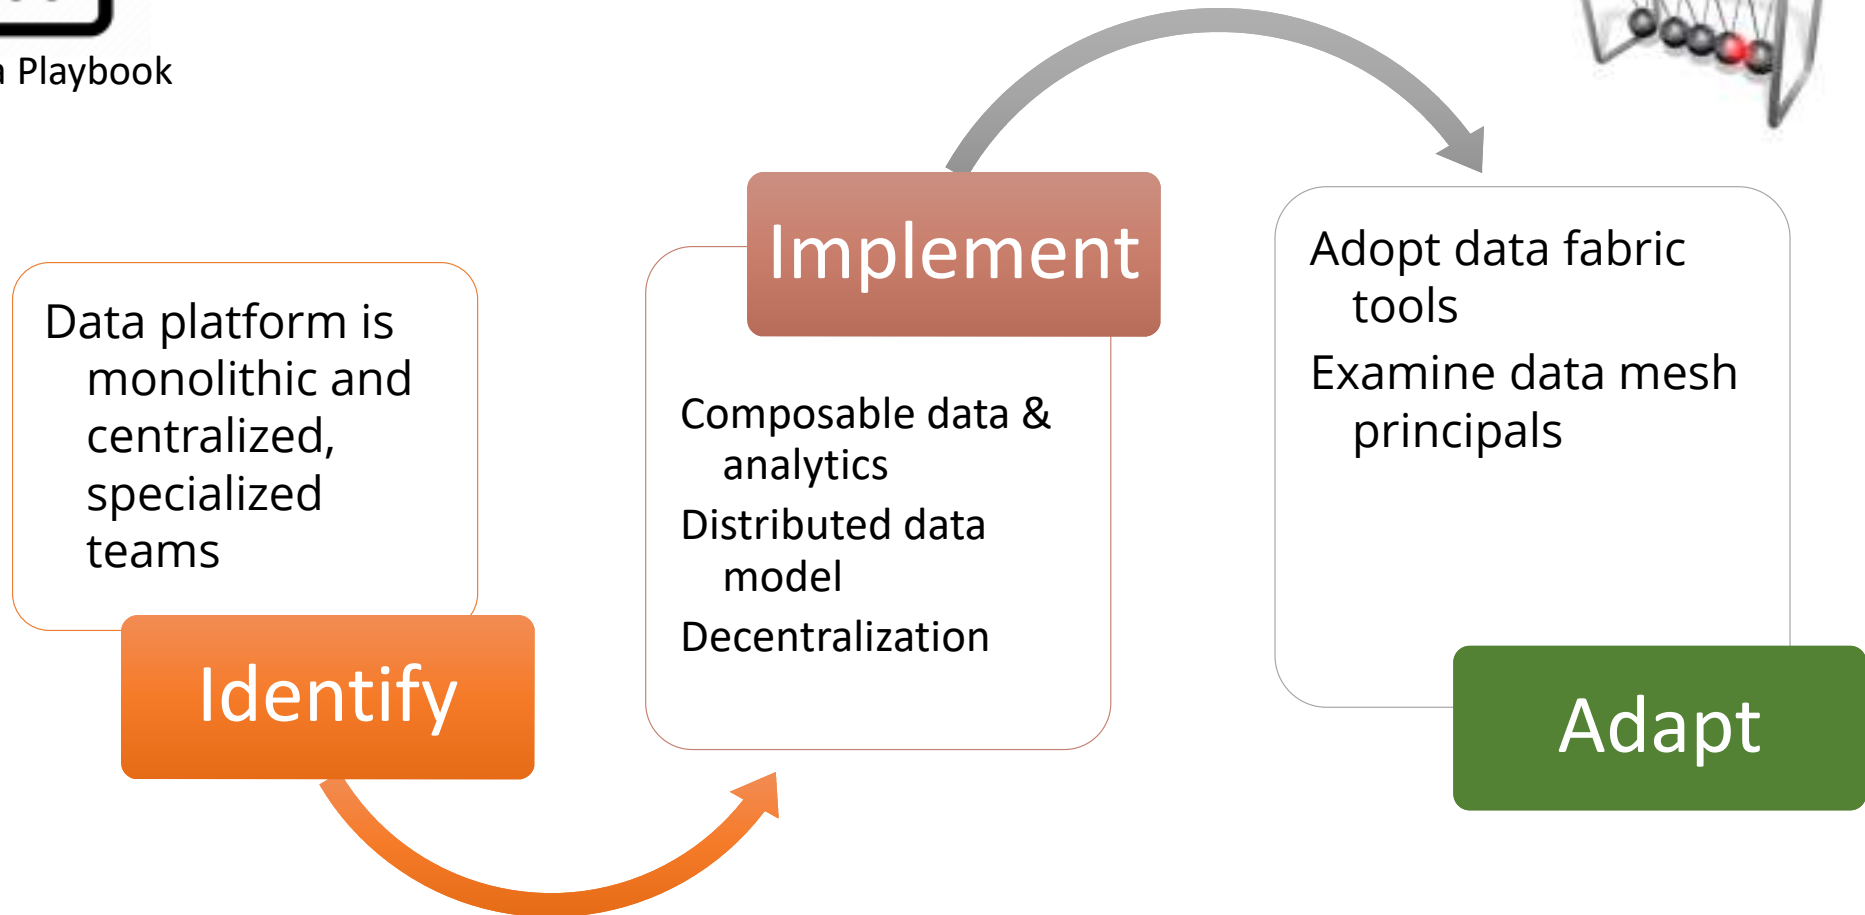 Playbook
Data platform is
monolithic and
centralized,
specialized
teams
Identify
Implement
Composable data &
analytics
Distributed data
model
Decentralization
Adopt data fabric
tools
Examine data mesh
principals
Adapt